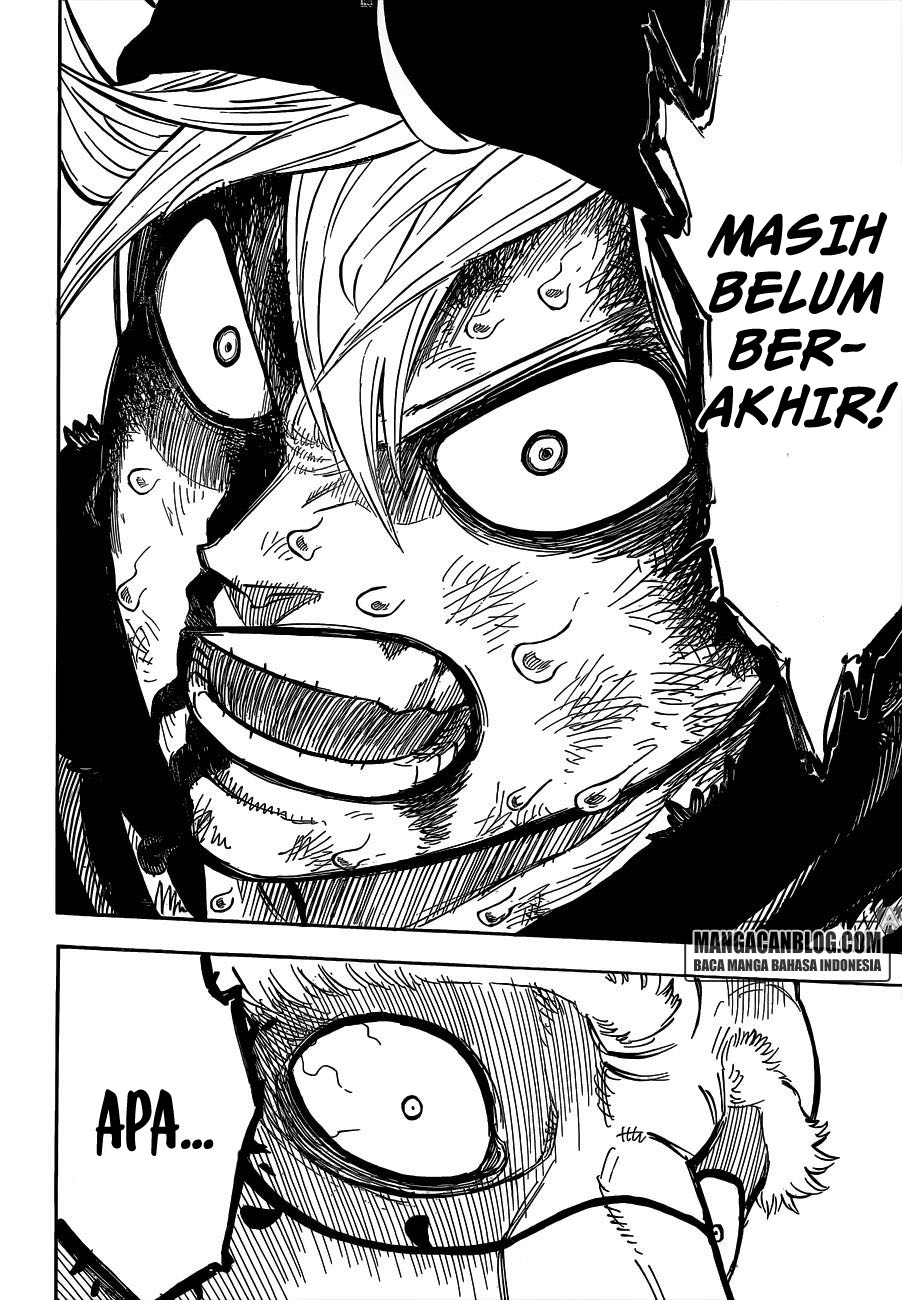 MASIH
BELUM
BER-
AKHIR!
MANGACANBLOG.COM
BACA MANGA BAHASA INDONESIA
APA...